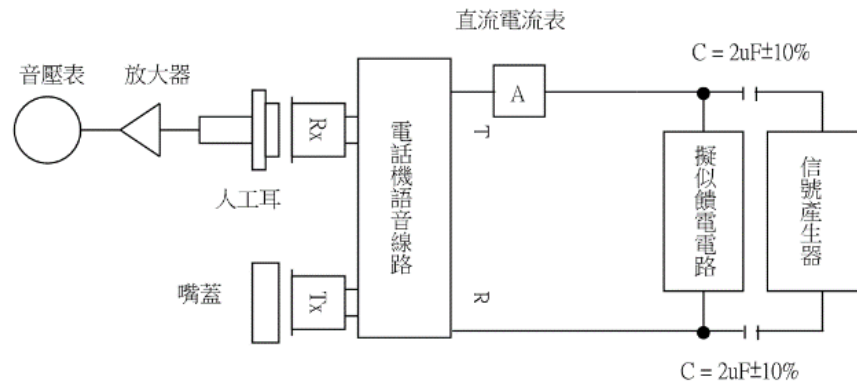 直流電流表
C = 2uF±10%
音壓表
放大器
A
Rx
電話機語音線路
T
擬似饋電電路
信號產生器
人工耳
嘴蓋
Tx
R
C = 2uF±10%